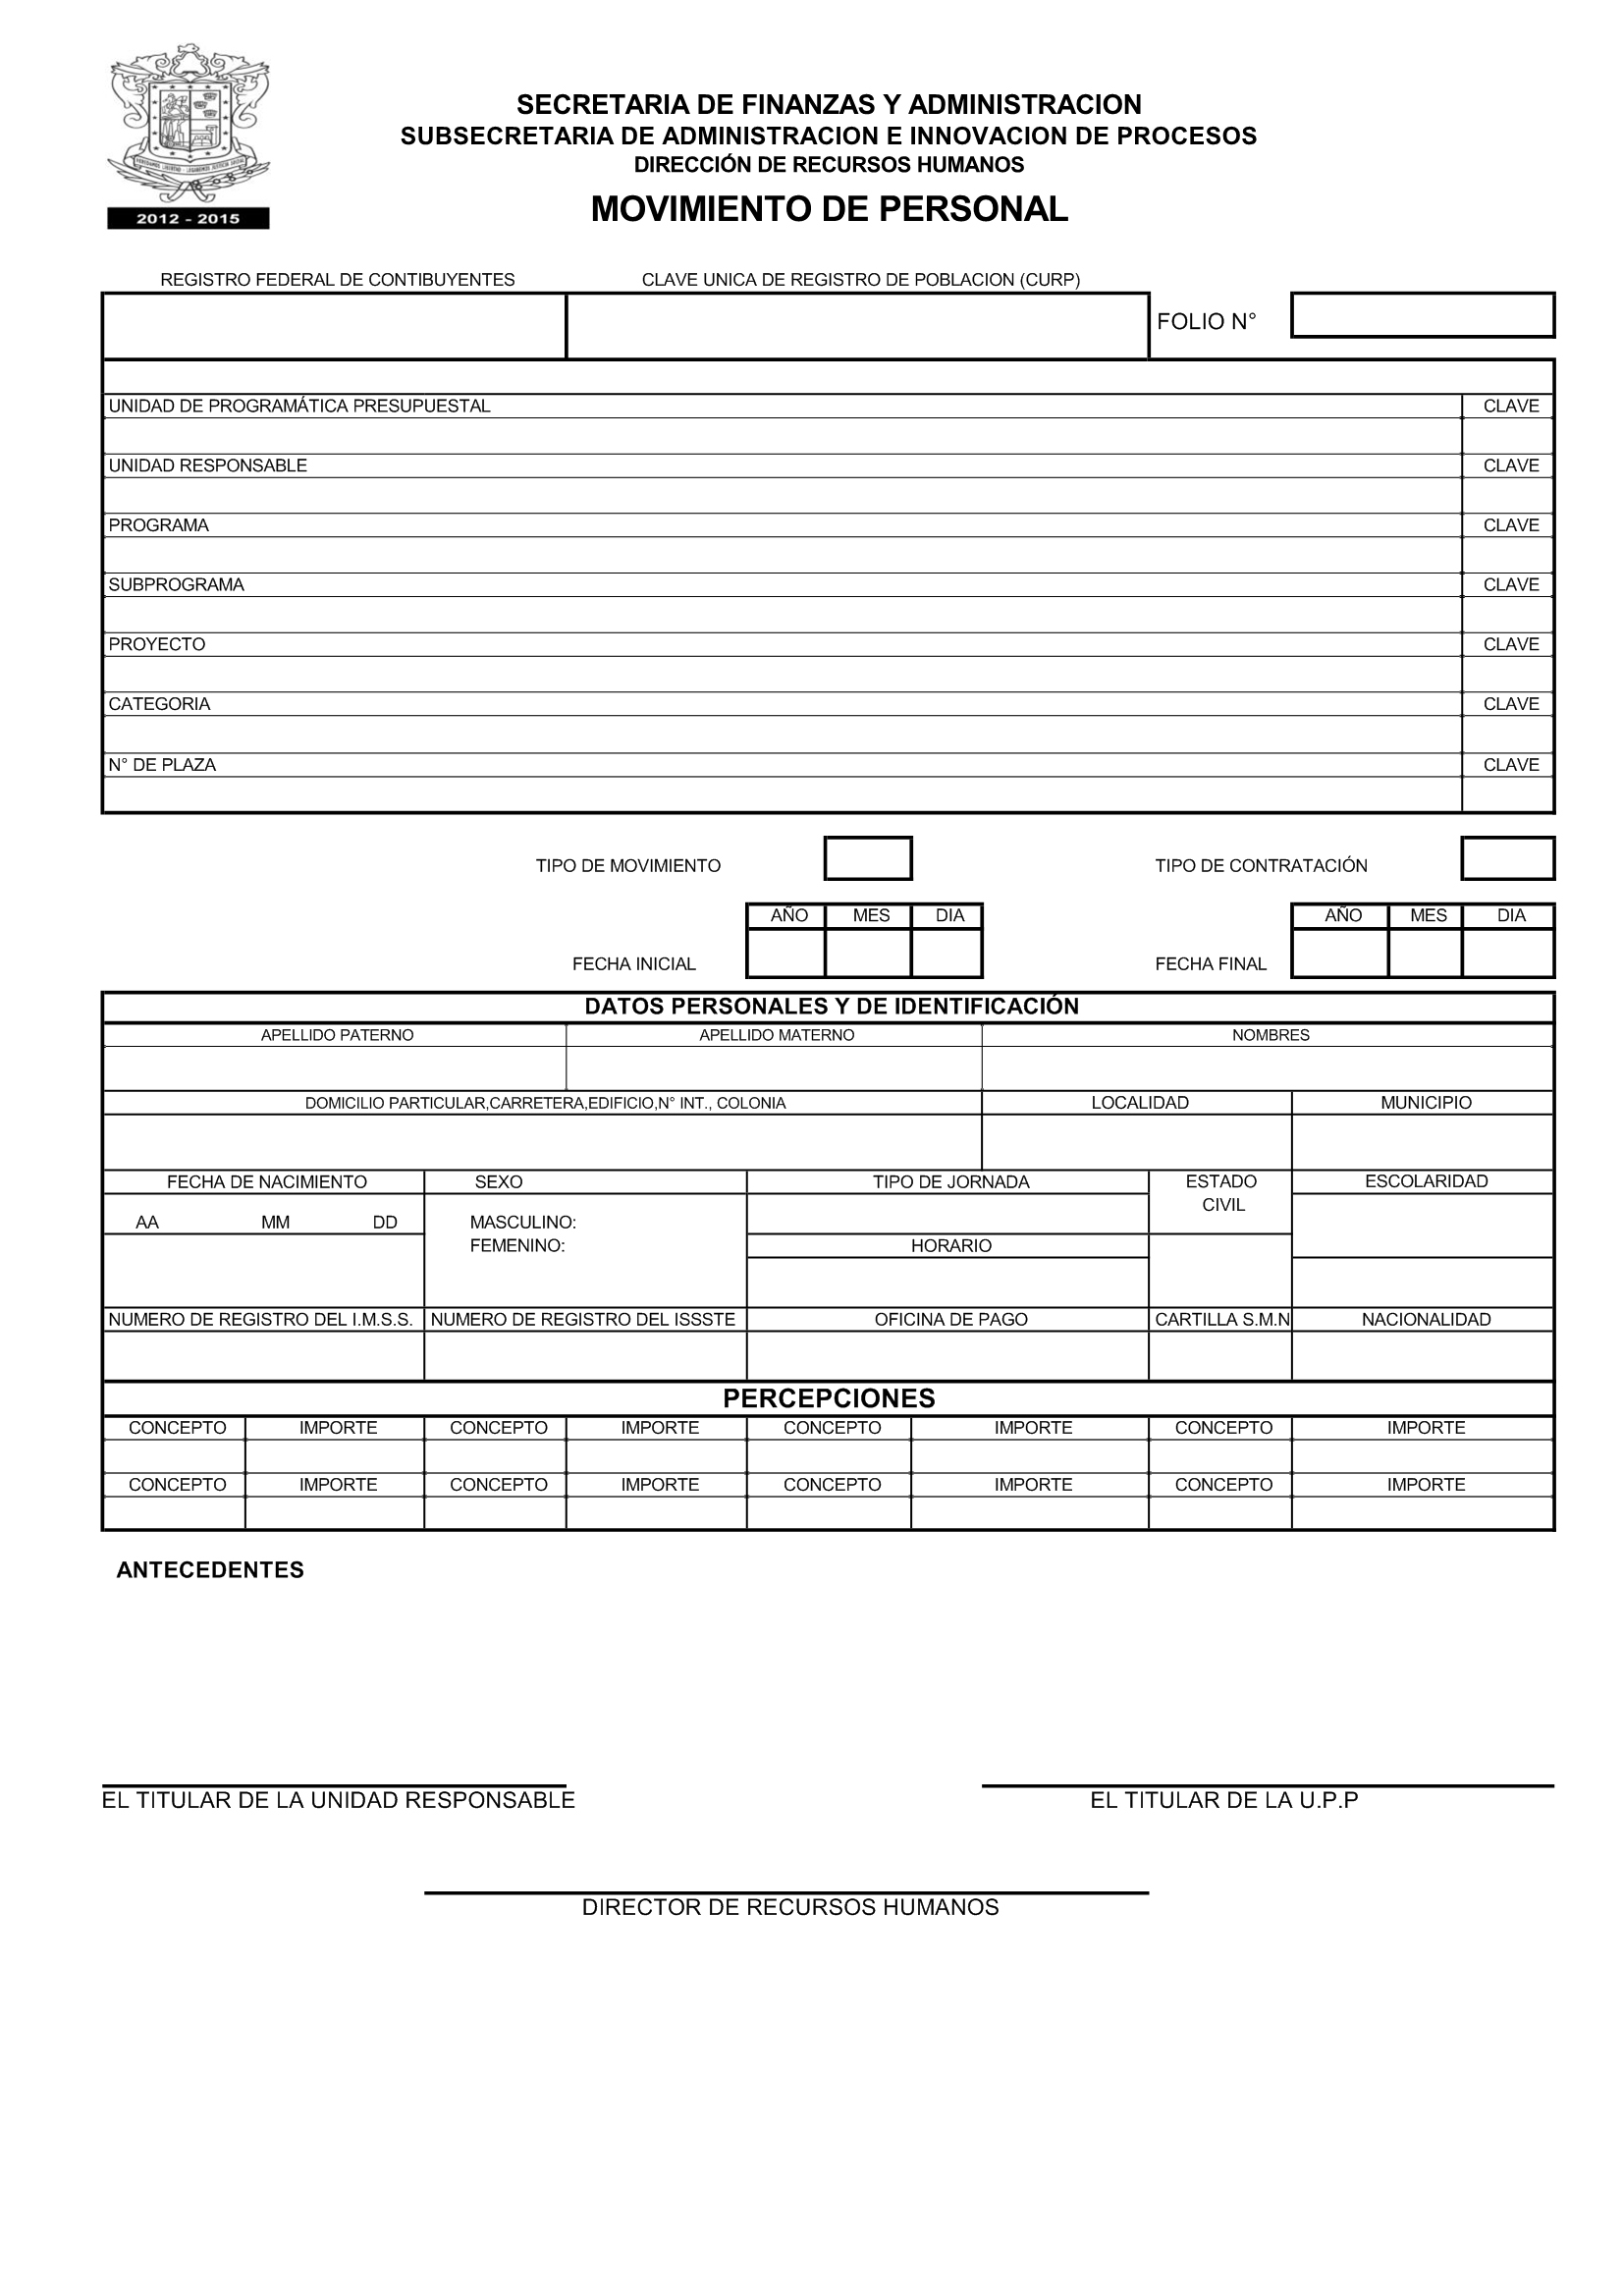 SECRETARIA DE FINANZAS Y ADMINISTRACION
SUBSECRETARIA DE ADMINISTRACION E INNOVACION DE PROCESOS
DIRECCIÓN DE RECURSOS HUMANOS
MOVIMIENTO DE PERSONAL
2012 - 2015
REGISTRO FEDERAL DE CONTIBUYENTES CLAVE UNICA DE REGISTRO DE POBLACION (CURP)
FOLIO N°
UNIDAD DE PROGRAMÁTICA PRESUPUESTAL CLAVE
UNIDAD RESPONSABLE CLAVE
PROGRAMA CLAVE
SUBPROGRAMA CLAVE
PROYECTO CLAVE
CATEGORIA CLAVE
N° DE PLAZA CLAVE
TIPO DE MOVIMIENTO TIPO DE CONTRATACIÓN
AÑO MES DIA AÑO MES DIA
FECHA INICIAL FECHA FINAL
DATOS PERSONALES Y DE IDENTIFICACIÓN
APELLIDO PATERNO APELLIDO MATERNO NOMBRES
DOMICILIO PARTICULAR,CARRETERA,EDIFICIO,N° INT., COLONIA LOCALIDAD MUNICIPIO
FECHA DE NACIMIENTO SEXO TIPO DE JORNADA ESTADO CIVIL ESCOLARIDAD
AA MM DD MASCULINO:
FEMENINO: HORARIO
NUMERO DE REGISTRO DEL I.M.S.S. NUMERO DE REGISTRO DEL ISSSTE OFICINA DE PAGO CARTILLA S.M.N NACIONALIDAD
PERCEPCIONES
CONCEPTO IMPORTE CONCEPTO IMPORTE CONCEPTO IMPORTE CONCEPTO IMPORTE
CONCEPTO IMPORTE CONCEPTO IMPORTE CONCEPTO IMPORTE CONCEPTO IMPORTE
ANTECEDENTES
EL TITULAR DE LA UNIDAD RESPONSABLE EL TITULAR DE LA U.P.P
DIRECTOR DE RECURSOS HUMANOS